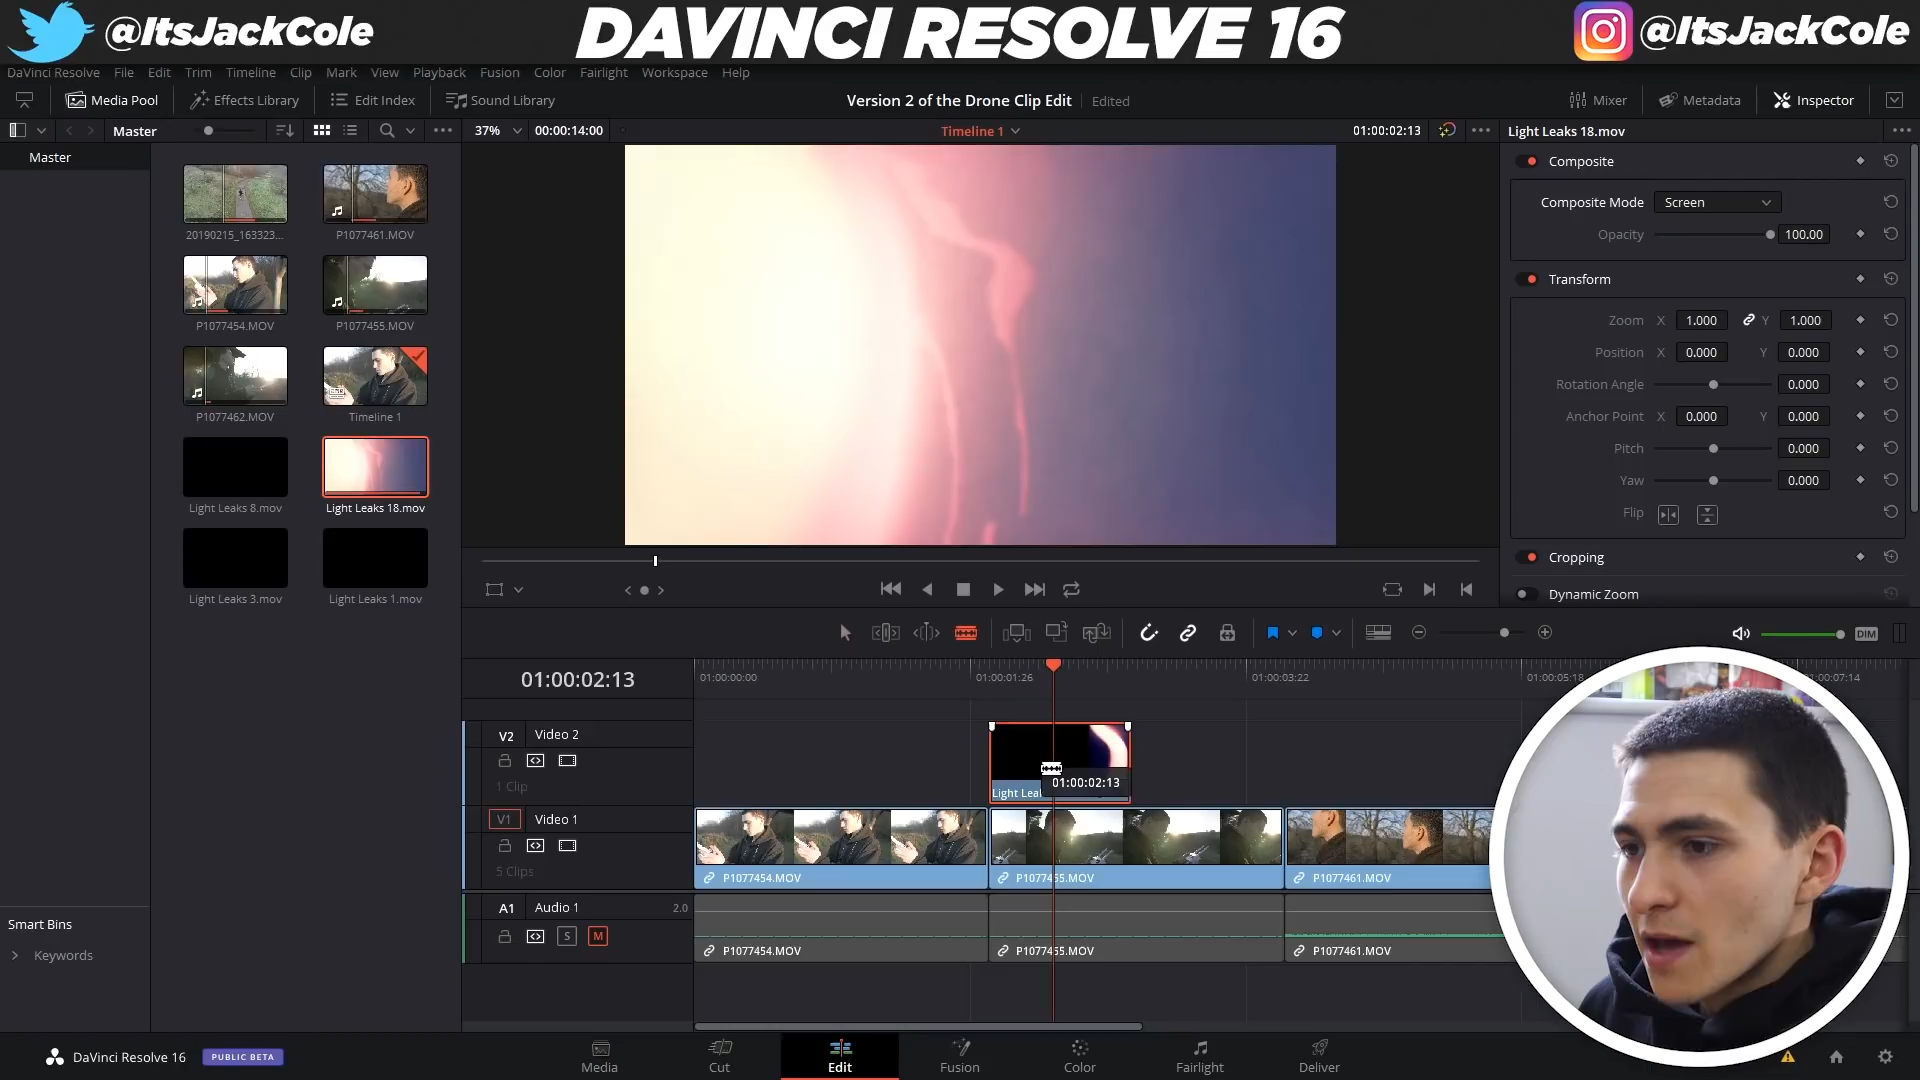 @ItsJackCole
DAVINCI RESOLVE 16
@ItsJackCole
DaVinci Resolve File Edit Trim Timeline Clip Mark View Playback Fusion Color Fairlight Workspace Help
Media Pool Effects Library Edit Index Sound Library
Version 2 of the Drone Clip Edit Edited
Mixer Metadata Inspector
Master
37% 00:00:14:00
Timeline 1
01:00:02:13
Light Leaks 18.mov
Master
20190215_163323...
P1077461.MOV
P1077454.MOV
P1077455.MOV
P1077462.MOV
Timeline 1
Light Leaks 8.mov
Light Leaks 18.mov
Light Leaks 3.mov
Light Leaks 1.mov
Smart Bins
Keywords
Composite
Composite Mode Screen
Opacity 100.00
Transform
Zoom X 1.000 Y 1.000
Position X 0.000 Y 0.000
Rotation Angle 0.000
Anchor Point X 0.000 Y 0.000
Pitch 0.000
Yaw 0.000
Flip
Cropping
Dynamic Zoom
DIM
01:00:02:13
01:00:00:00 01:00:01:26 01:00:03:22 01:00:05:18 :00:07:14
V2 Video 2
1 Clip
01:00:02:13
Light Lea
V1 Video 1
5 Clips
P1077454.MOV P1077455.MOV P1077461.MOV
A1 Audio 1 2.0
S M
P1077454.MOV P1077455.MOV P1077461.MOV
DaVinci Resolve 16 PUBLIC BETA
Media Cut Edit Fusion Color Fairlight Deliver